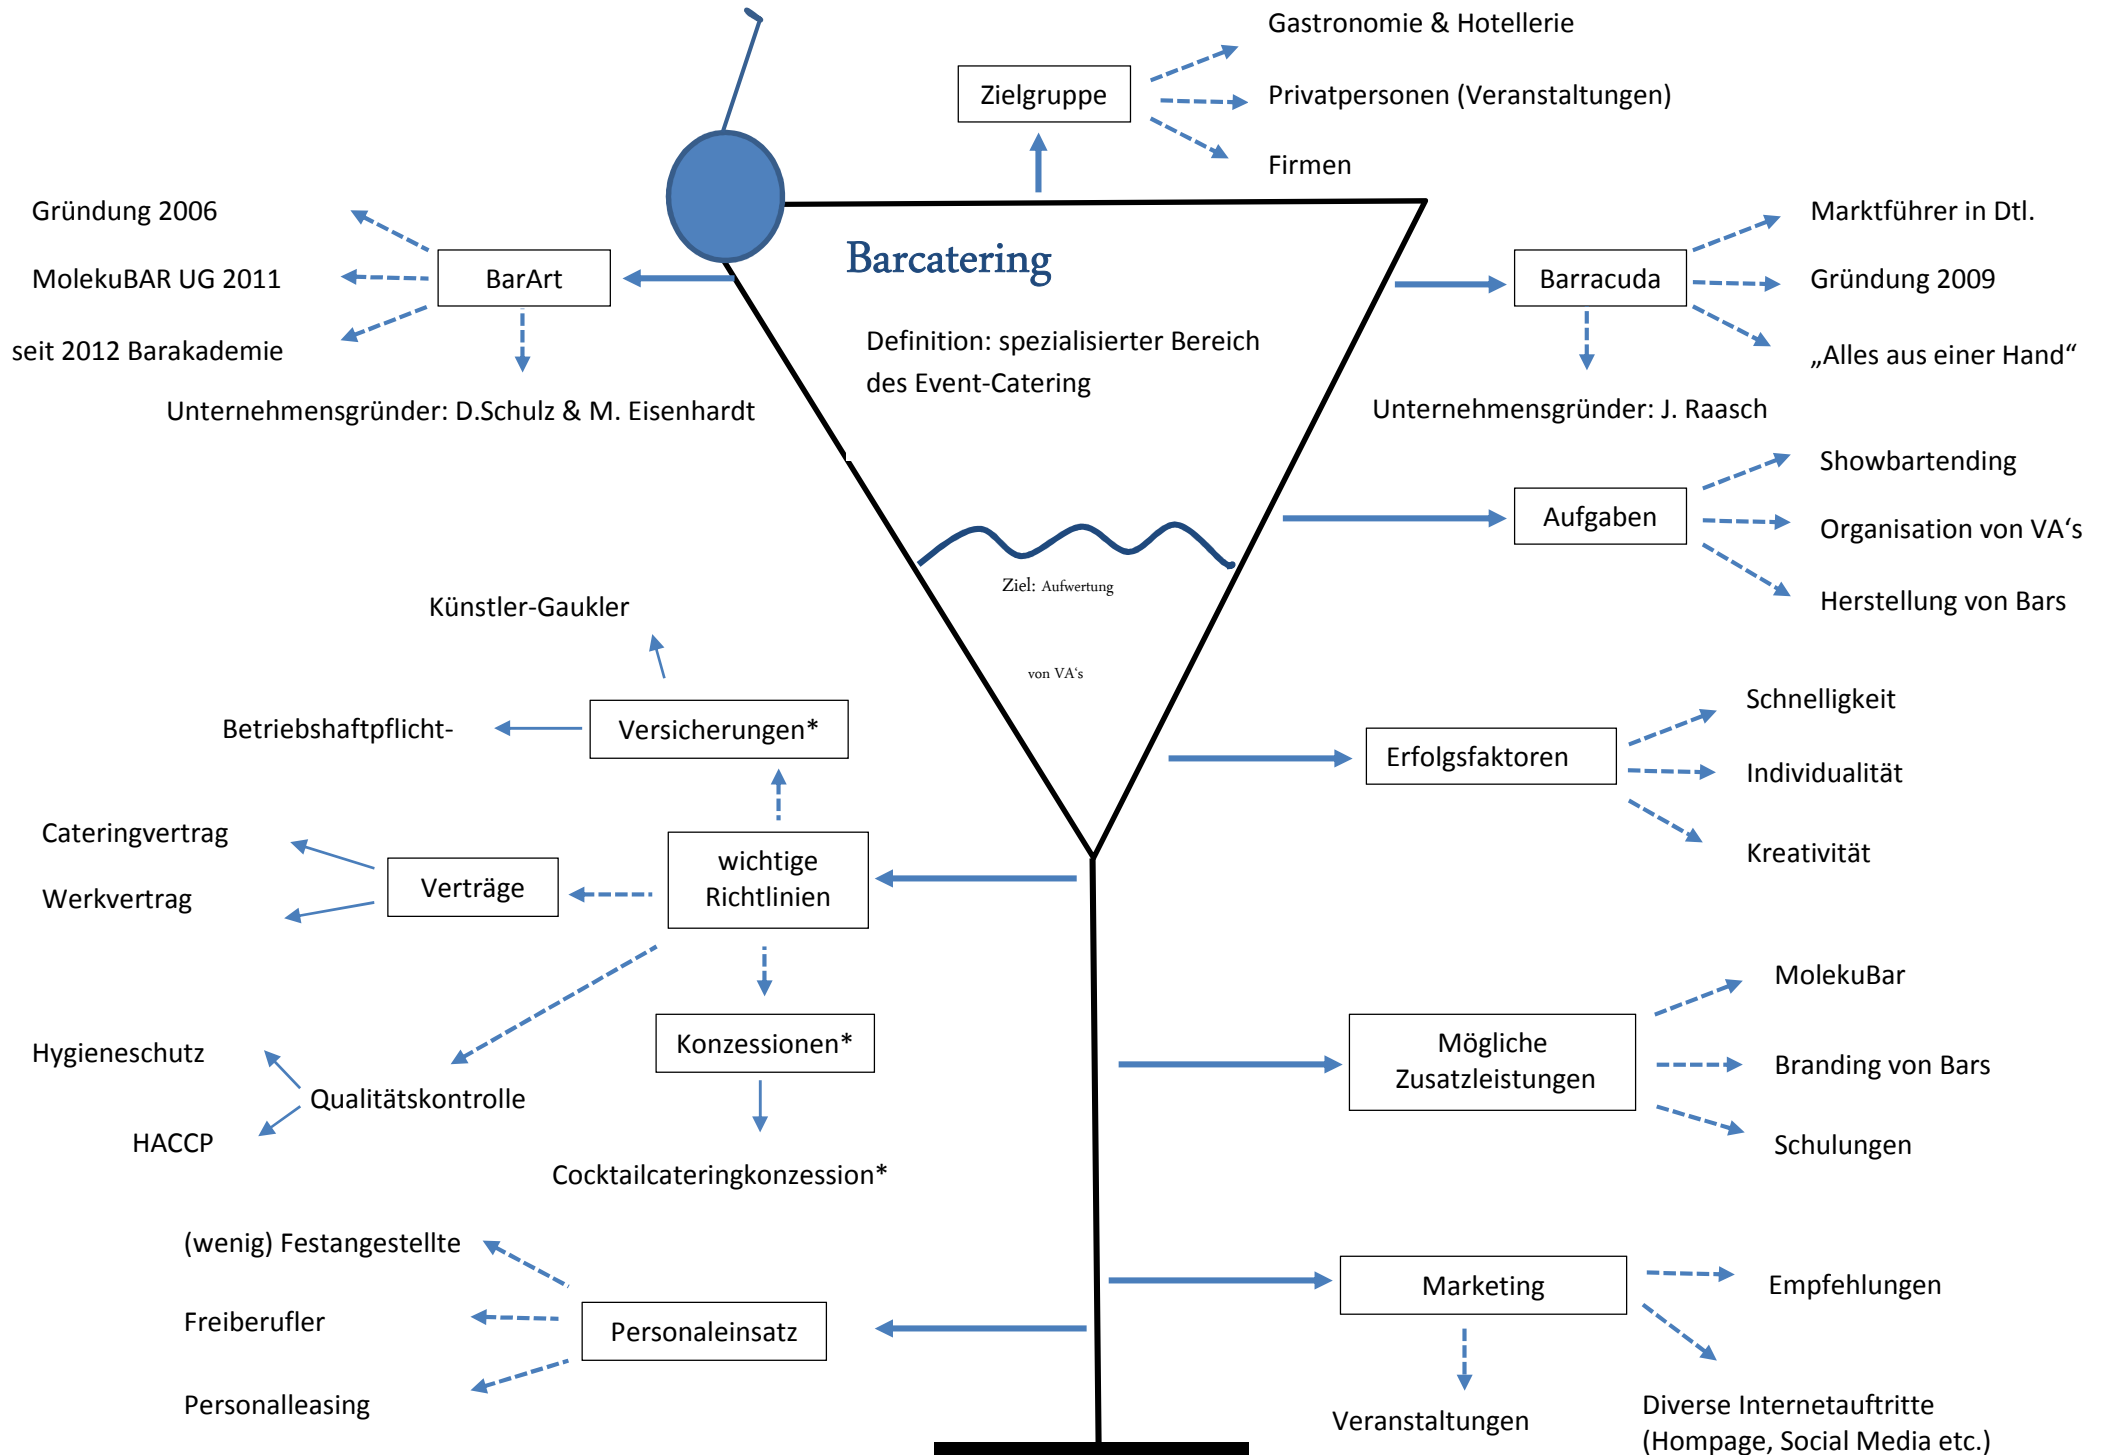 Gastronomie & Hotellerie
Zielgruppe
Privatpersonen (Veranstaltungen)
Firmen
Gründung 2006
MolekuBAR UG 2011
BarArt
seit 2012 Barakademie
Unternehmensgründer: D.Schulz & M. Eisenhardt
Barcatering
Definition: spezialisierter Bereich
des Event-Catering
Marktführer in Dtl.
Barracuda
Gründung 2009
„Alles aus einer Hand“
Unternehmensgründer: J. Raasch
Showbartending
Aufgaben
Organisation von VA‘s
Herstellung von Bars
Ziel: Aufwertung
von VA‘s
Künstler-Gaukler
Betriebshaftpflicht-
Versicherungen*
Schnelligkeit
Erfolgsfaktoren
Individualität
Kreativität
Cateringvertrag
Werkvertrag
Verträge
wichtige
Richtlinien
Konzessionen*
Hygieneschutz
Qualitätskontrolle
HACCP
Cocktailcateringkonzession*
MolekuBar
Mögliche
Zusatzleistungen
Branding von Bars
Schulungen
(wenig) Festangestellte
Freiberufler
Personaleinsatz
Personalleasing
Marketing
Empfehlungen
Veranstaltungen
Diverse Internetauftritte
(Hompage, Social Media etc.)